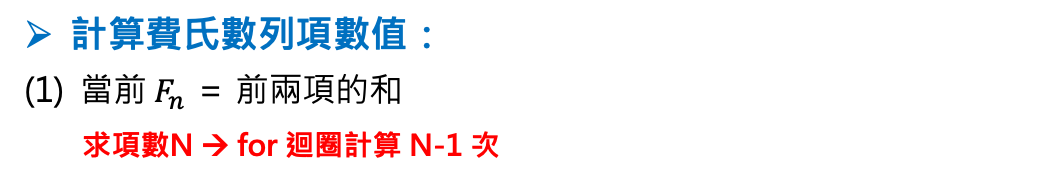 ➢ 計算費氏數列項數值：
(1) 當前 Fₙ = 前兩項的和
求項數N → for 迴圈計算 N-1 次